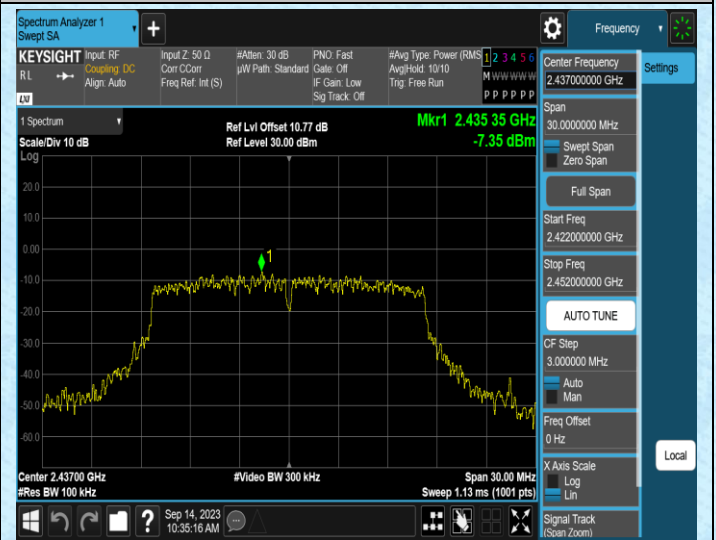 Spectrum Analyzer 1
Swept SA
+
Frequency
KEYSIGHT
Input: RF
Coupling: DC
Align: Auto
RL
LXI
Input Z: 50 Ω
Corr CCorr
Freq Ref: Int (S)
#Atten: 30 dB
µW Path: Standard
PNO: Fast
Gate: Off
IF Gain: Low
Sig Track: Off
#Avg Type: Power (RMS
Avg|Hold: 10/10
Trig: Free Run
1 2 3 4 5 6
M W W W W W
P P P P P P
1 Spectrum
Scale/Div 10 dB
Log
Ref Lvl Offset 10.77 dB
Ref Level 30.00 dBm
Mkr1 2.435 35 GHz
-7.35 dBm
20.0
10.0
0.00
-10.0
-20.0
-30.0
-40.0
-50.0
-60.0
1
Center 2.43700 GHz
#Res BW 100 kHz
#Video BW 300 kHz
Span 30.00 MHz
Sweep 1.13 ms (1001 pts)
Sep 14, 2023
10:35:16 AM
?
Center Frequency
2.437000000 GHz
Settings
Span
30.0000000 MHz
Swept Span
Zero Span
Full Span
Start Freq
2.422000000 GHz
Stop Freq
2.452000000 GHz
AUTO TUNE
CF Step
3.000000 MHz
Auto
Man
Freq Offset
0 Hz
X Axis Scale
Log
Lin
Local
Signal Track
(Span Zoom)